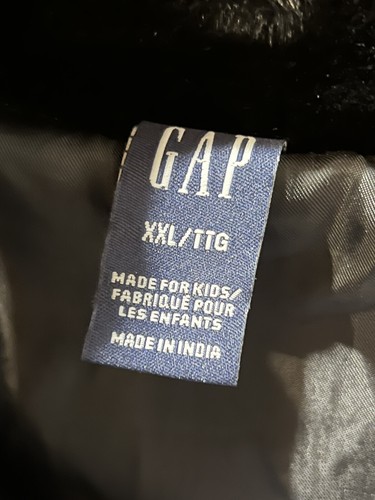 GAP
XXL/TTG
MADE FOR KIDS/
FABRIQUÉ POUR
LES ENFANTS
MADE IN INDIA